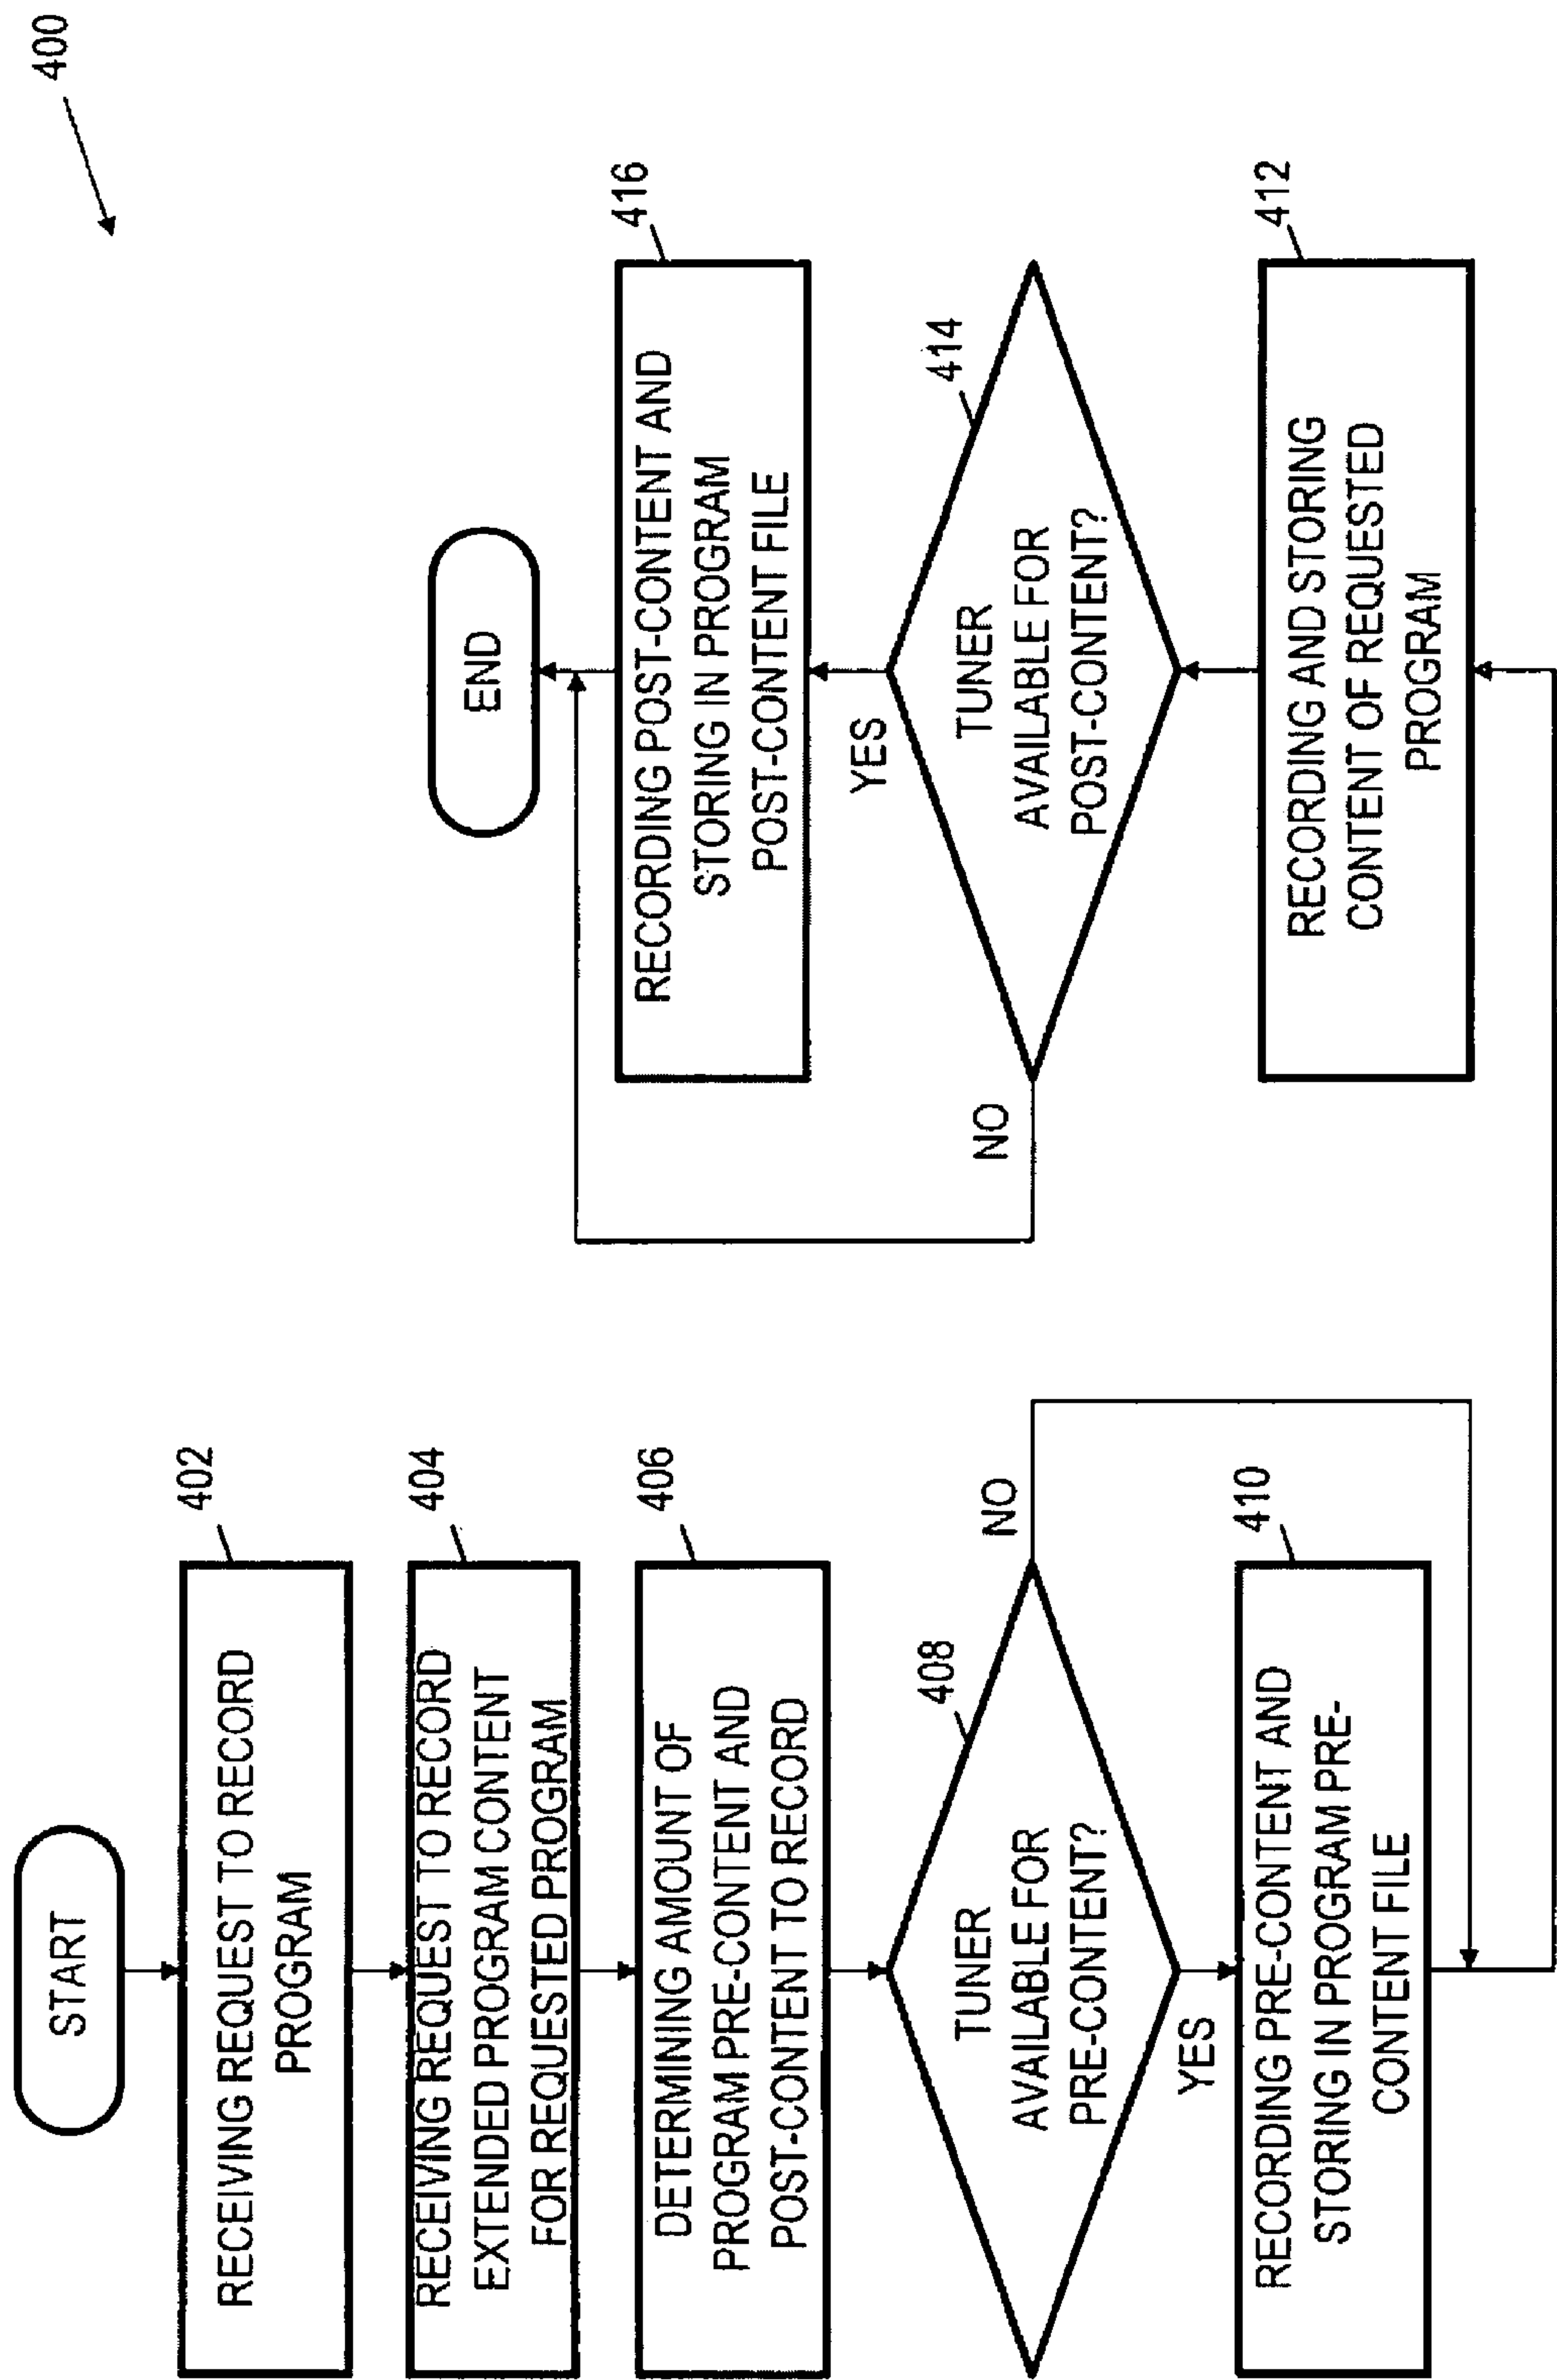 400
START
402
RECEIVING REQUEST TO RECORD
PROGRAM
404
RECEIVING REQUEST TO RECORD
EXTENDED PROGRAM CONTENT
FOR REQUESTED PROGRAM
406
DETERMINING AMOUNT OF
PROGRAM PRE-CONTENT AND
POST-CONTENT TO RECORD
408
TUNER
AVAILABLE FOR
PRE-CONTENT?
NO
YES
410
RECORDING PRE-CONTENT AND
STORING IN PROGRAM PRE-
CONTENT FILE
412
RECORDING AND STORING
CONTENT OF REQUESTED
PROGRAM
414
TUNER
AVAILABLE FOR
POST-CONTENT?
NO
YES
416
RECORDING POST-CONTENT AND
STORING IN PROGRAM
POST-CONTENT FILE
END